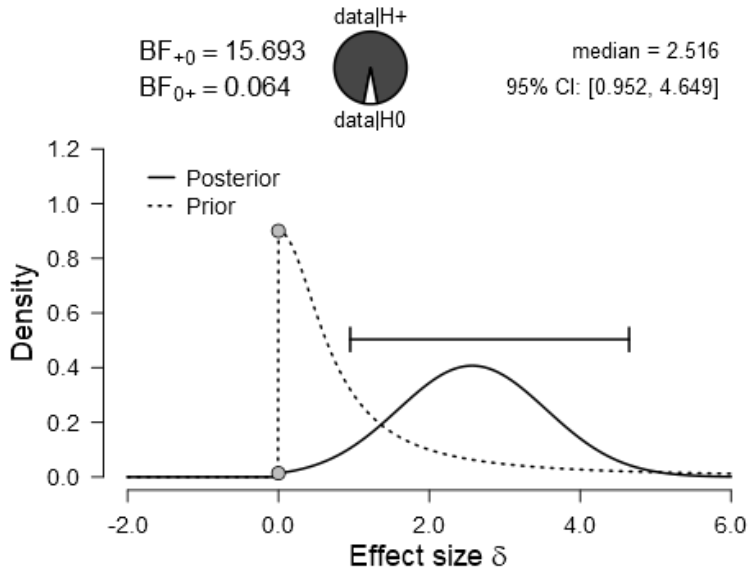 data|H+
BF+0 = 15.693
BF0+ = 0.064
median = 2.516
95% CI: [0.952, 4.649]
data|H0
1.2
1.0
0.8
0.6
0.4
0.2
0.0
Density
Posterior
Prior
-2.0 0.0 2.0 4.0 6.0
Effect size δ